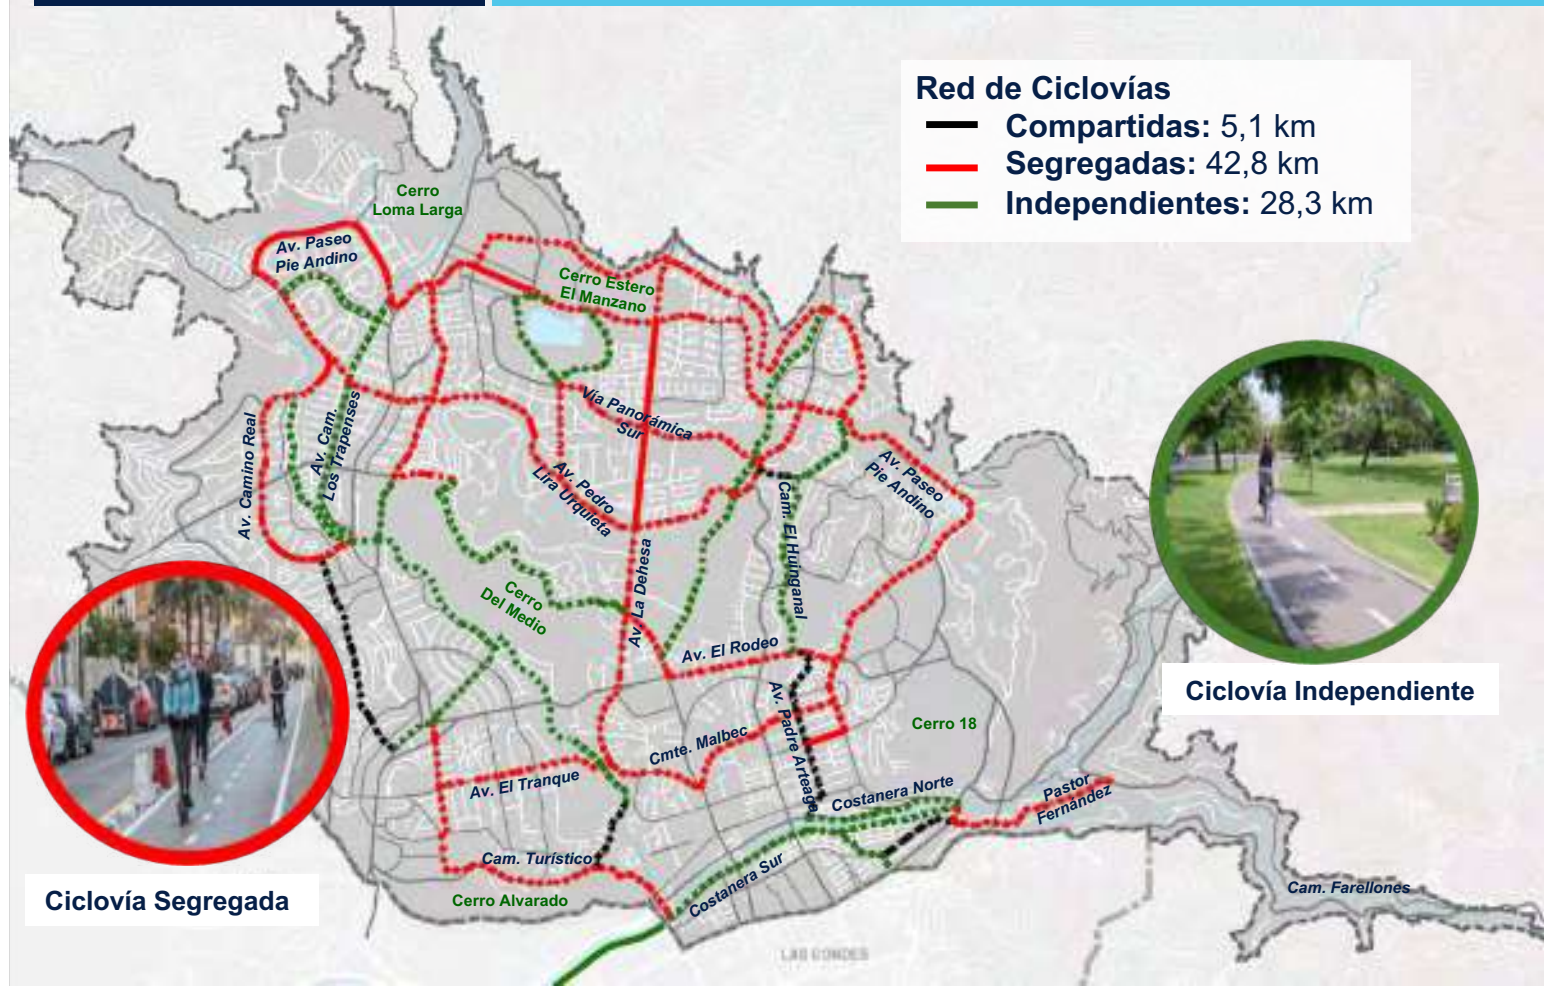 Red de Ciclovías
Compartidas: 5,1 km
Segregadas: 42,8 km
Independientes: 28,3 km
Cerro
Loma Larga
Av. Paseo
Pie Andino
Cerro Estero
El Manzano
Vía Panorámica
Sur
Av. Camino Real
Av. Cam.
Los Trapenses
Av. Pedro
Lira Urquieta
Av. Paseo
Pie Andino
Cam. El Huinganal
Av. La Dehesa
Cerro
Del Medio
Av. El Rodeo
Ciclovía Independiente
Av. Padre Arteaga
Cerro 18
Cmte. Malbec
Av. El Tranque
Costanera Norte
Pastor
Fernández
Cam. Turístico
Costanera Sur
Cerro Alvarado
Cam. Farellones
Ciclovía Segregada
LAS CONDES